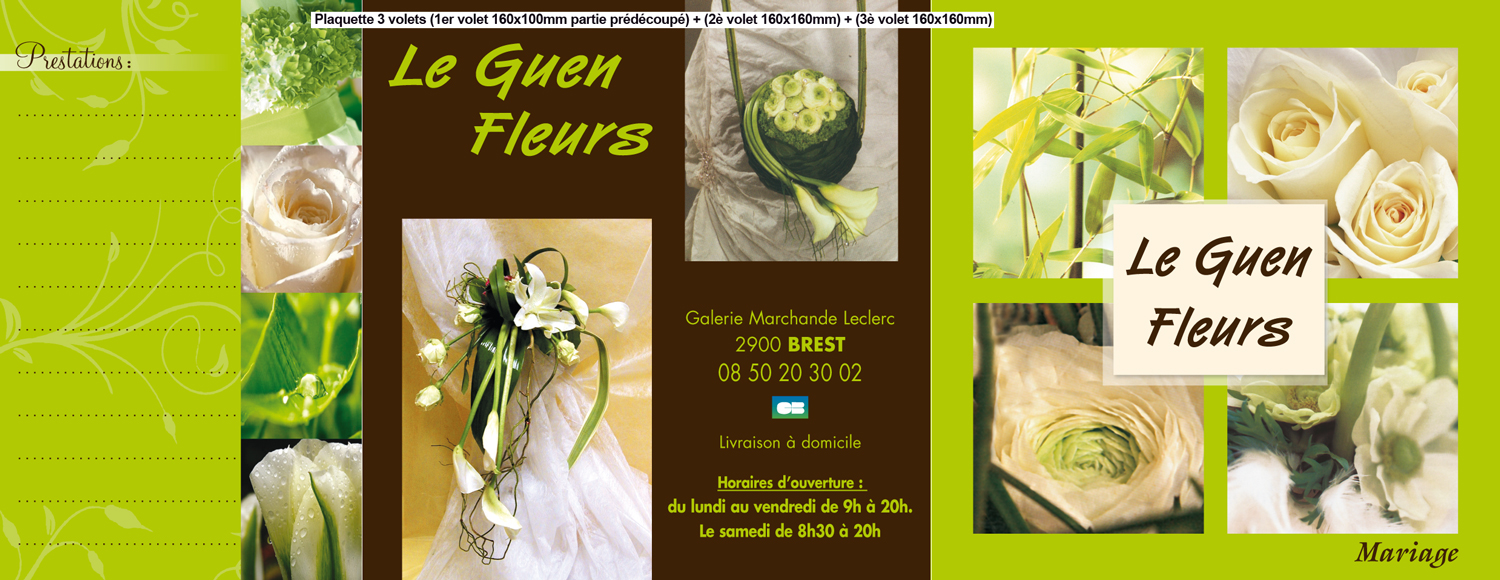 Plaquette 3 volets (1er volet 160x100mm partie prédécoupé) + (2è volet 160x160mm) + (3è volet 160x160mm)
Prestations :
Le Guen
Fleurs
Galerie Marchande Leclerc
2900 BREST
08 50 20 30 02
CB
Livraison à domicile
Horaires d'ouverture :
du lundi au vendredi de 9h à 20h.
Le samedi de 8h30 à 20h
Le Guen
Fleurs
Mariage